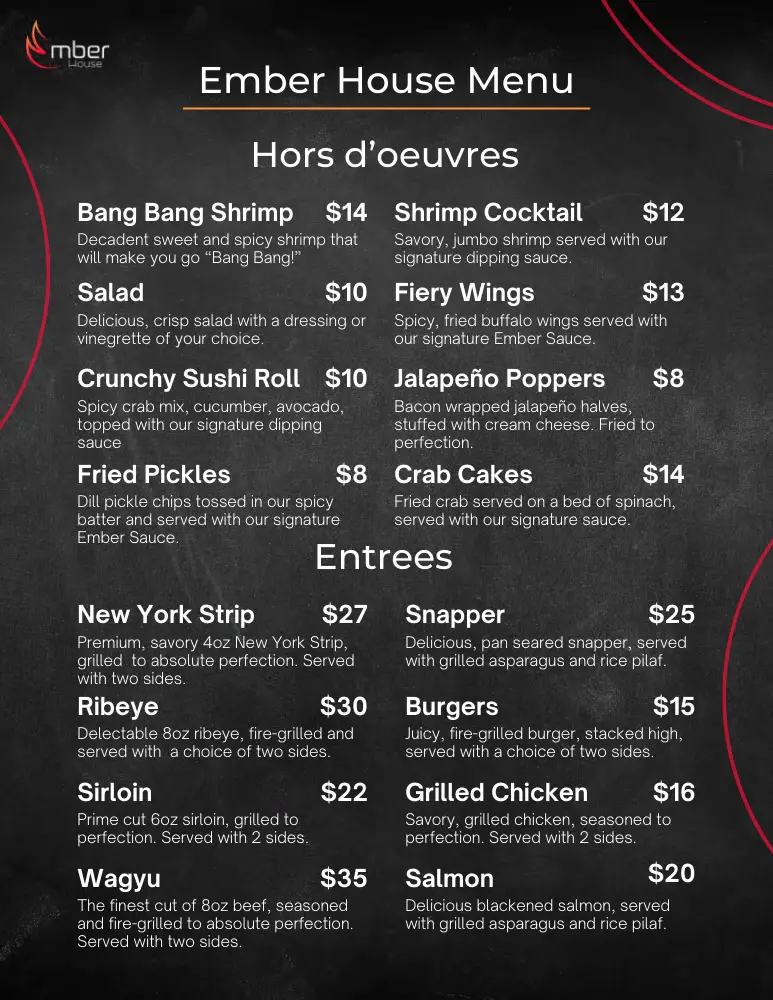 mber
House
Ember House Menu
Hors d’oeuvres
Bang Bang Shrimp $14
Decadent sweet and spicy shrimp that
will make you go “Bang Bang!”
Shrimp Cocktail $12
Savory, jumbo shrimp served with our
signature dipping sauce.
Salad $10
Delicious, crisp salad with a dressing or
vinegrette of your choice.
Fiery Wings $13
Spicy, fried buffalo wings served with
our signature Ember Sauce.
Crunchy Sushi Roll $10
Spicy crab mix, cucumber, avocado,
topped with our signature dipping
sauce
Jalapeño Poppers $8
Bacon wrapped jalapeño halves,
stuffed with cream cheese. Fried to
perfection.
Fried Pickles $8
Dill pickle chips tossed in our spicy
batter and served with our signature
Ember Sauce.
Crab Cakes $14
Fried crab served on a bed of spinach,
served with our signature sauce.
Entrees
New York Strip $27
Premium, savory 4oz New York Strip,
grilled to absolute perfection. Served
with two sides.
Snapper $25
Delicious, pan seared snapper, served
with grilled asparagus and rice pilaf.
Ribeye $30
Delectable 8oz ribeye, fire-grilled and
served with a choice of two sides.
Burgers $15
Juicy, fire-grilled burger, stacked high,
served with a choice of two sides.
Sirloin $22
Prime cut 6oz sirloin, grilled to
perfection. Served with 2 sides.
Grilled Chicken $16
Savory, grilled chicken, seasoned to
perfection. Served with 2 sides.
Wagyu $35
The finest cut of 8oz beef, seasoned
and fire-grilled to absolute perfection.
Served with two sides.
Salmon $20
Delicious blackened salmon, served
with grilled asparagus and rice pilaf.